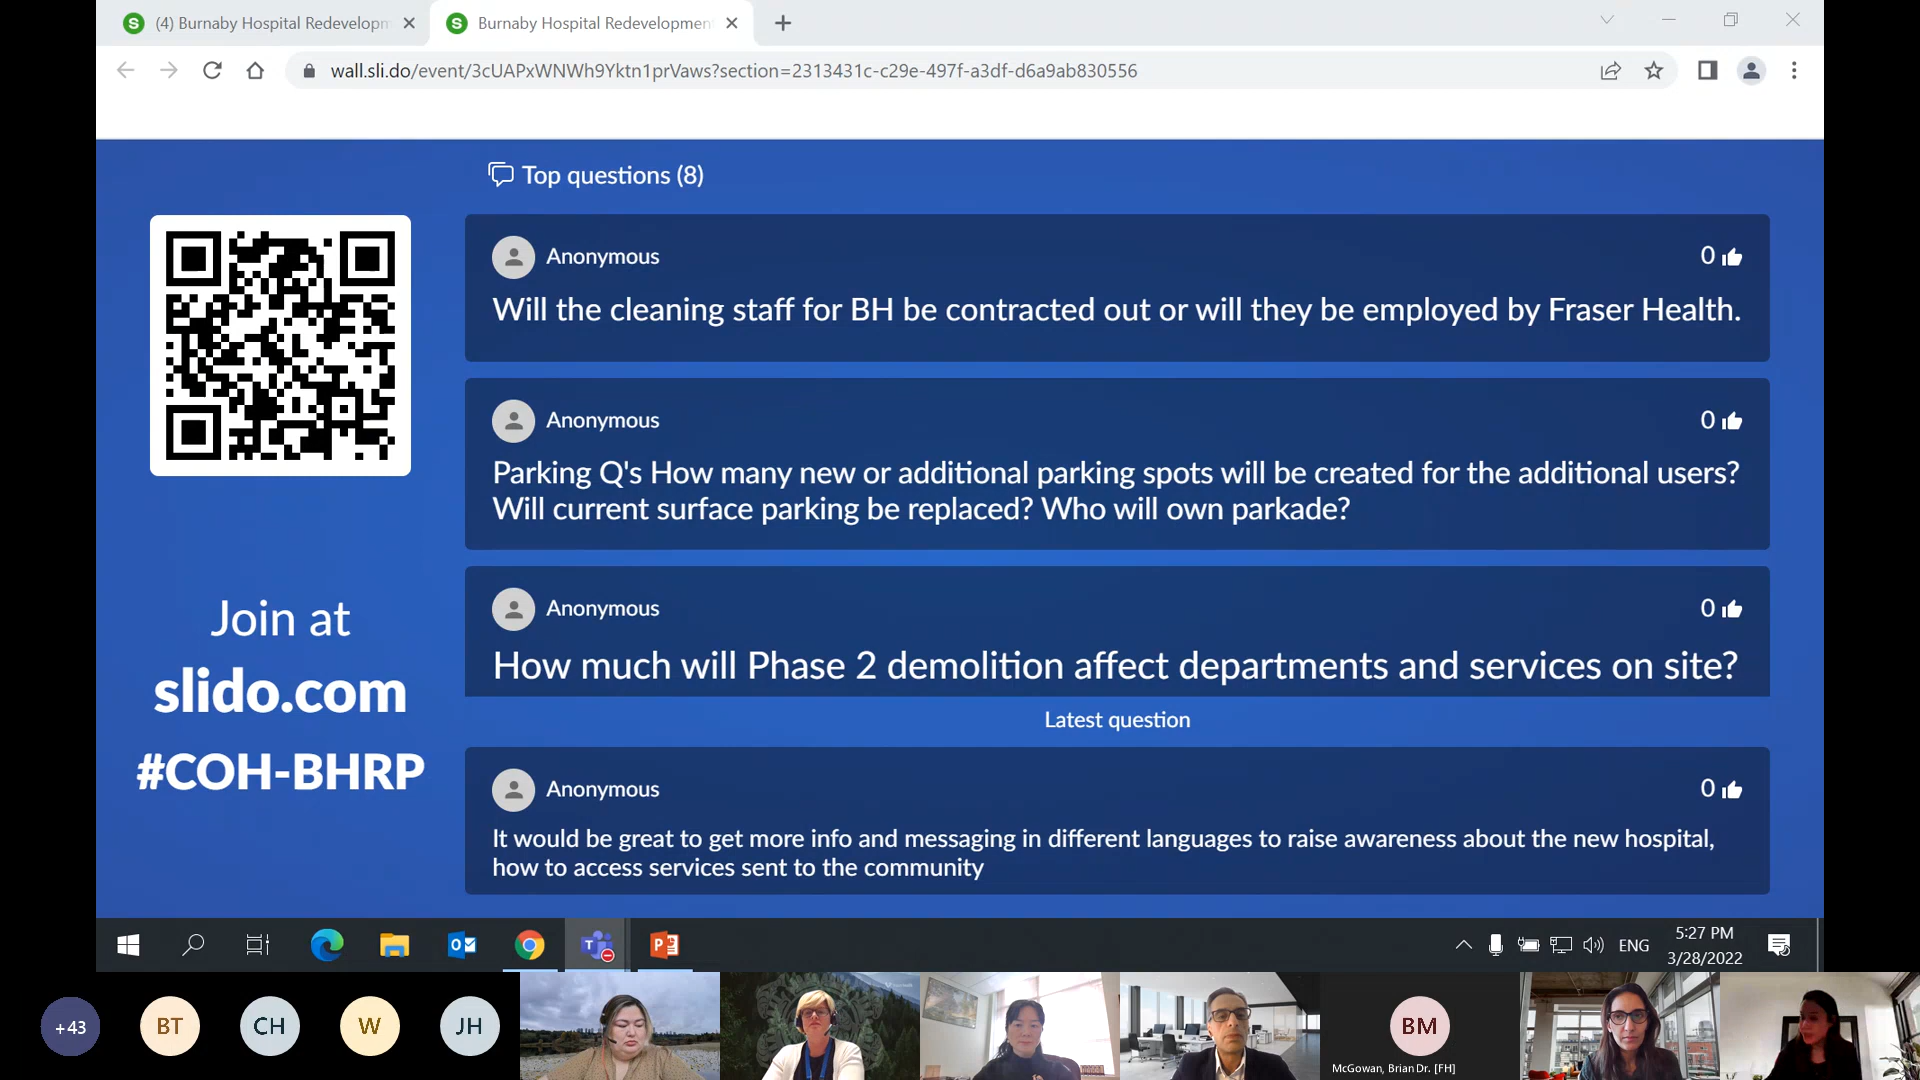 (4) Burnaby Hospital Redevelopm
Burnaby Hospital Redevelopmen
wall.sli.do/event/3cUAPxWNWh9Yktn1prVaws?section=2313431c-c29e-497f-a3df-d6a9ab830556
Top questions (8)
Anonymous
0
Will the cleaning staff for BH be contracted out or will they be employed by Fraser Health.
Anonymous
0
Parking Q's How many new or additional parking spots will be created for the additional users?
Will current surface parking be replaced? Who will own parkade?
Anonymous
0
How much will Phase 2 demolition affect departments and services on site?
Join at
slido.com
#COH-BHRP
Latest question
Anonymous
0
It would be great to get more info and messaging in different languages to raise awareness about the new hospital,
how to access services sent to the community
ENG
5:27 PM
3/28/2022
+43
BT
CH
W
JH
BM
McGowan, Brian Dr. [FH]